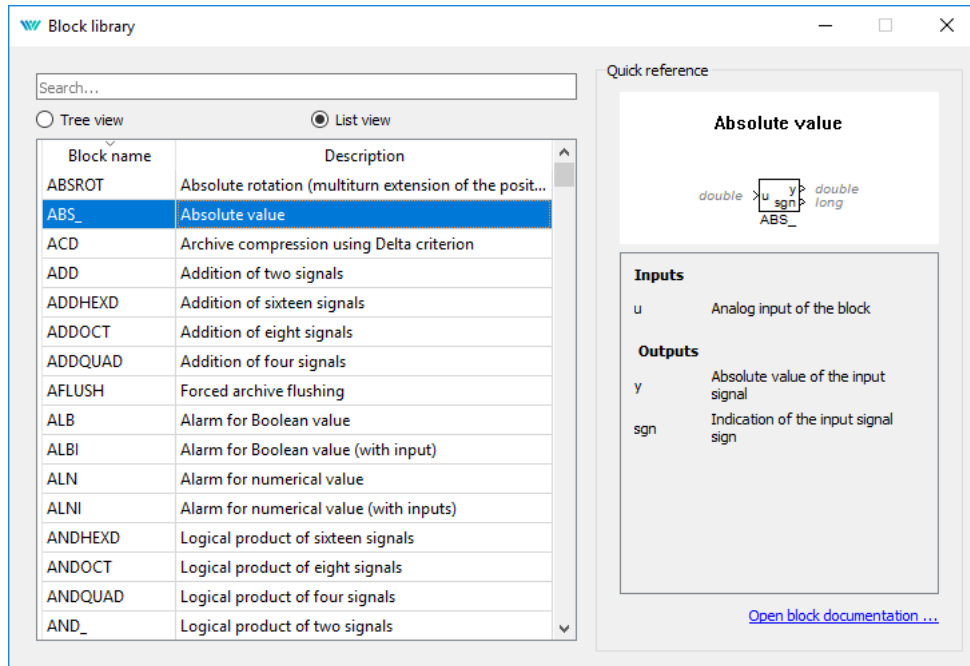 Block library
Search...
Tree view
List view
Block name Description
ABSROT Absolute rotation (multiturn extension of the posit...
ABS_ Absolute value
ACD Archive compression using Delta criterion
ADD Addition of two signals
ADDHEXD Addition of sixteen signals
ADDOCT Addition of eight signals
ADDQUAD Addition of four signals
AFLUSH Forced archive flushing
ALB Alarm for Boolean value
ALBI Alarm for Boolean value (with input)
ALN Alarm for numerical value
ALNI Alarm for numerical value (with inputs)
ANDHEXD Logical product of sixteen signals
ANDOCT Logical product of eight signals
ANDQUAD Logical product of four signals
AND_ Logical product of two signals
Quick reference
Absolute value
double u y double
sgn long
ABS_
Inputs
u Analog input of the block
Outputs
y Absolute value of the input
signal
sgn Indication of the input signal
sign
Open block documentation ...